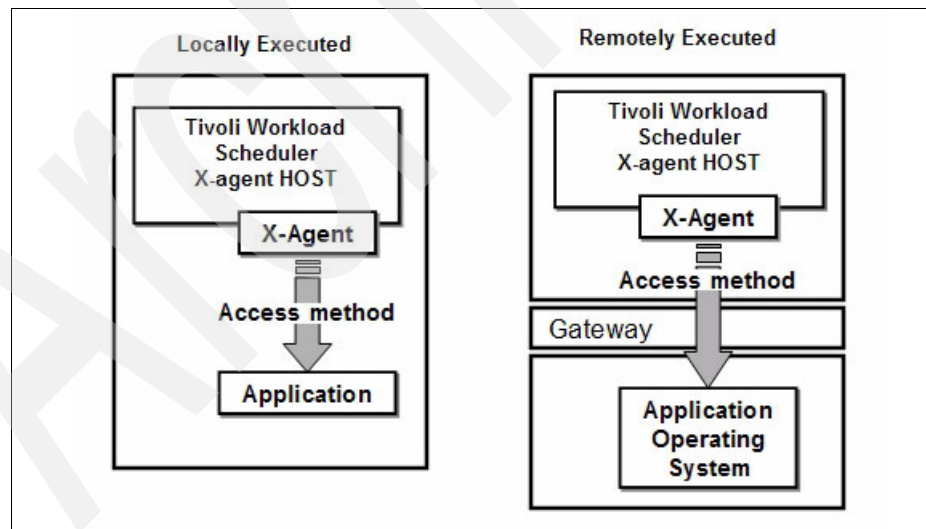 Locally Executed
Tivoli Workload
Scheduler
X-agent HOST
X-Agent
Access method
Application
Remotely Executed
Tivoli Workload
Scheduler
X-agent HOST
X-Agent
Access method
Gateway
Application
Operating
System